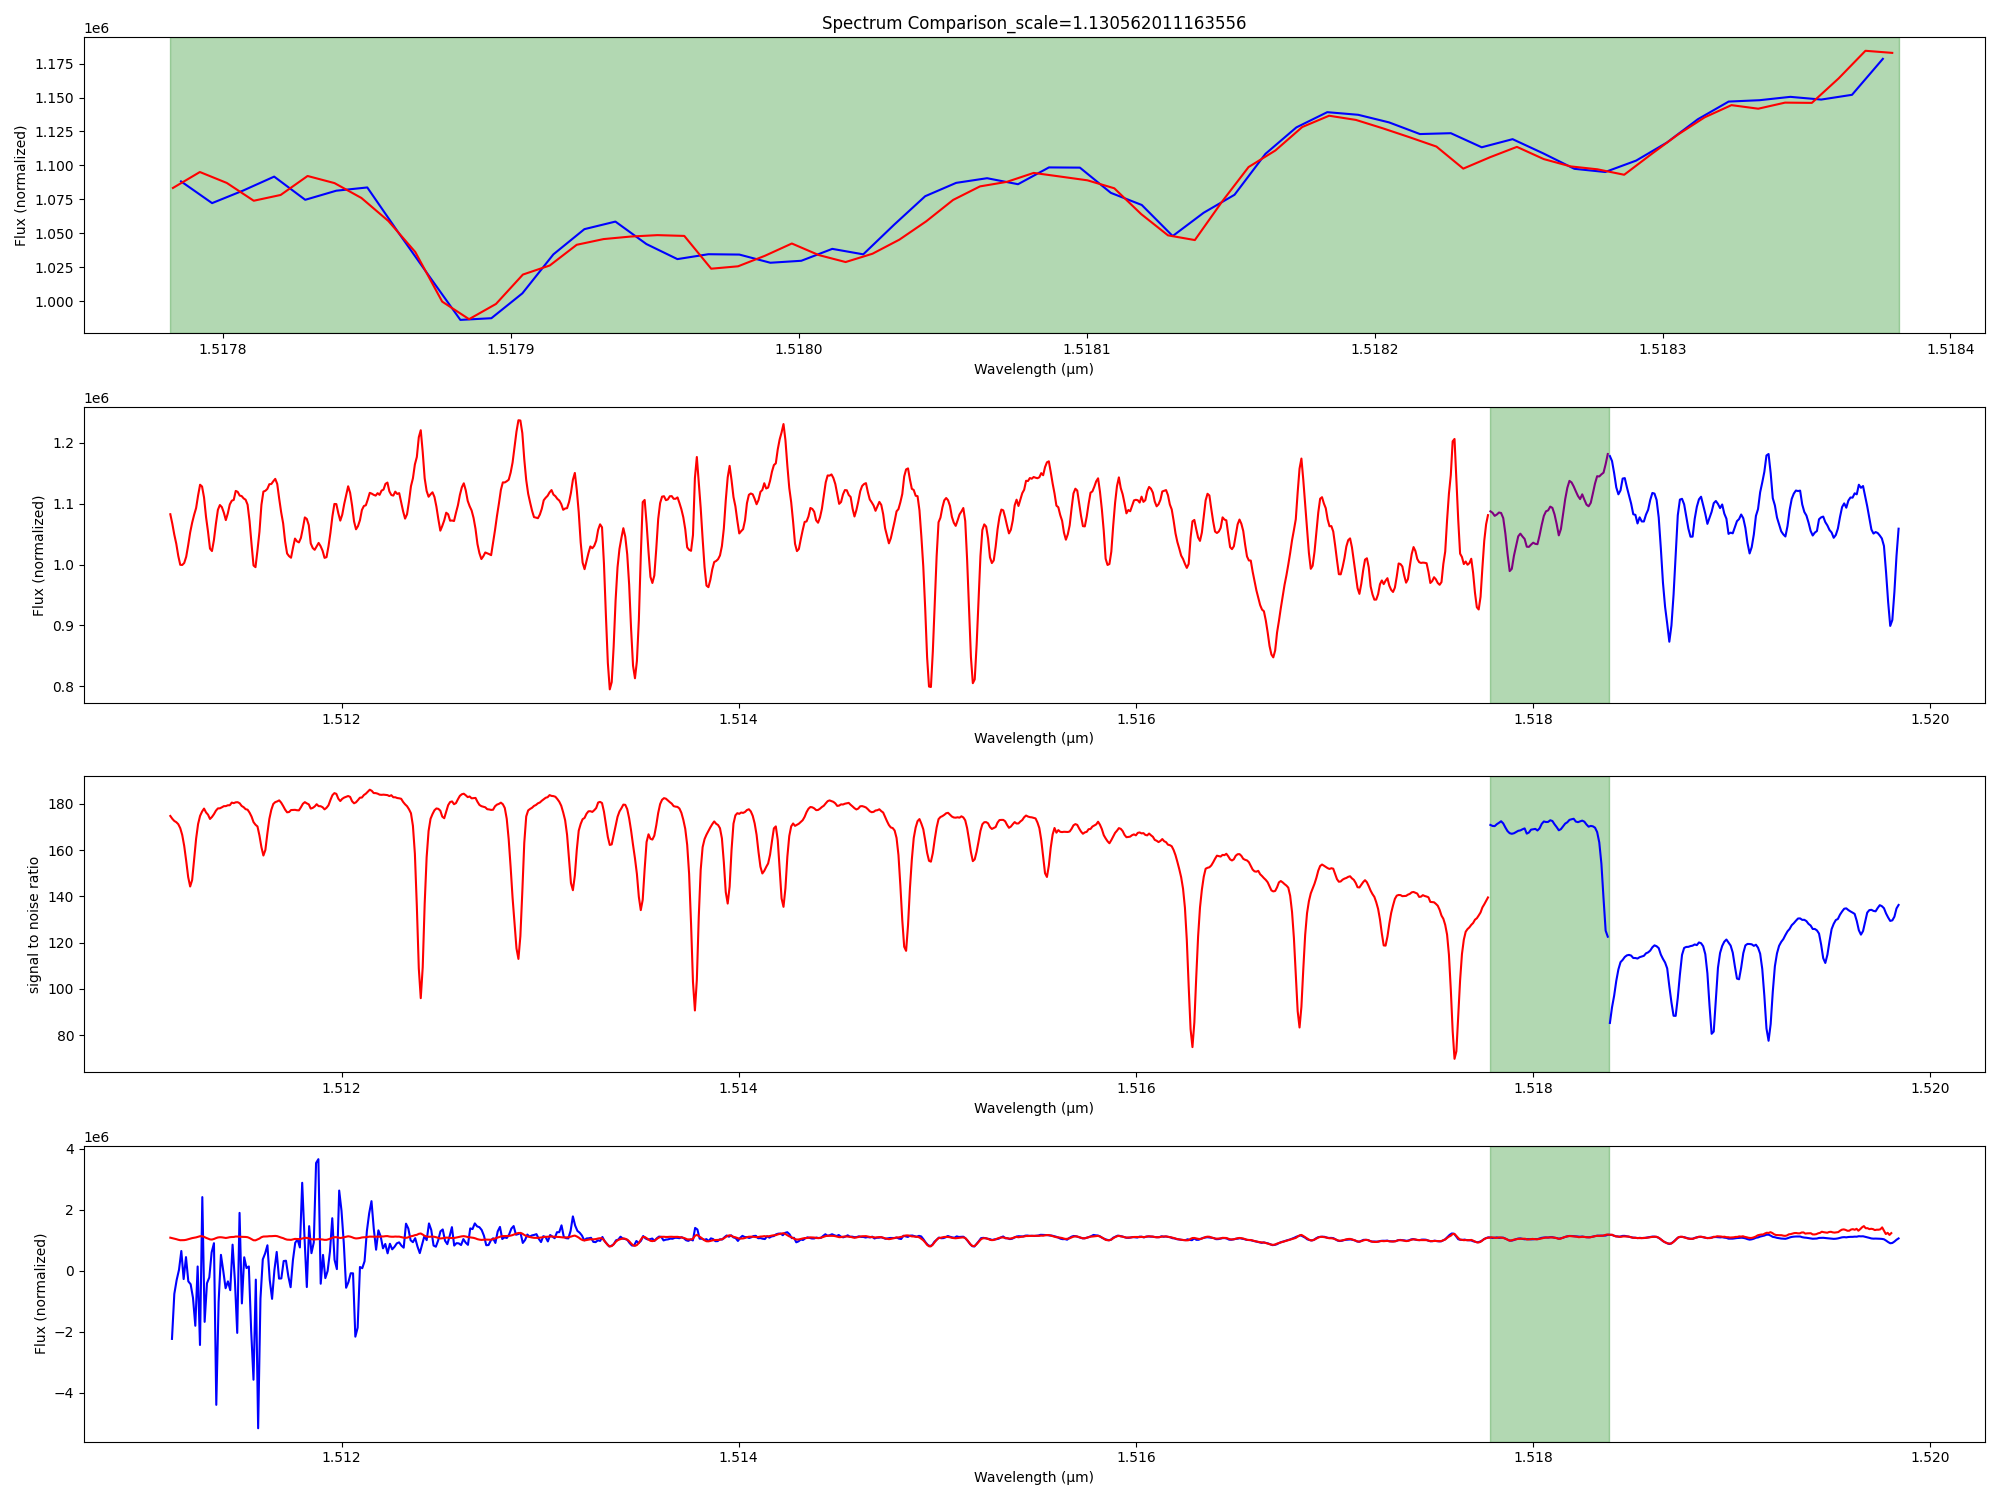 Spectrum Comparison_scale=1.130562011163556
1e6
Flux (normalized)
1.175
1.150
1.125
1.100
1.075
1.050
1.025
1.000
1.5178 1.5179 1.5180 1.5181 1.5182 1.5183 1.5184
Wavelength (μm)
1e6
Flux (normalized)
1.2
1.1
1.0
0.9
0.8
1.512 1.514 1.516 1.518 1.520
Wavelength (μm)
signal to noise ratio
180
160
140
120
100
80
1.512 1.514 1.516 1.518 1.520
Wavelength (μm)
1e6
Flux (normalized)
4
2
0
−2
−4
1.512 1.514 1.516 1.518 1.520
Wavelength (μm)